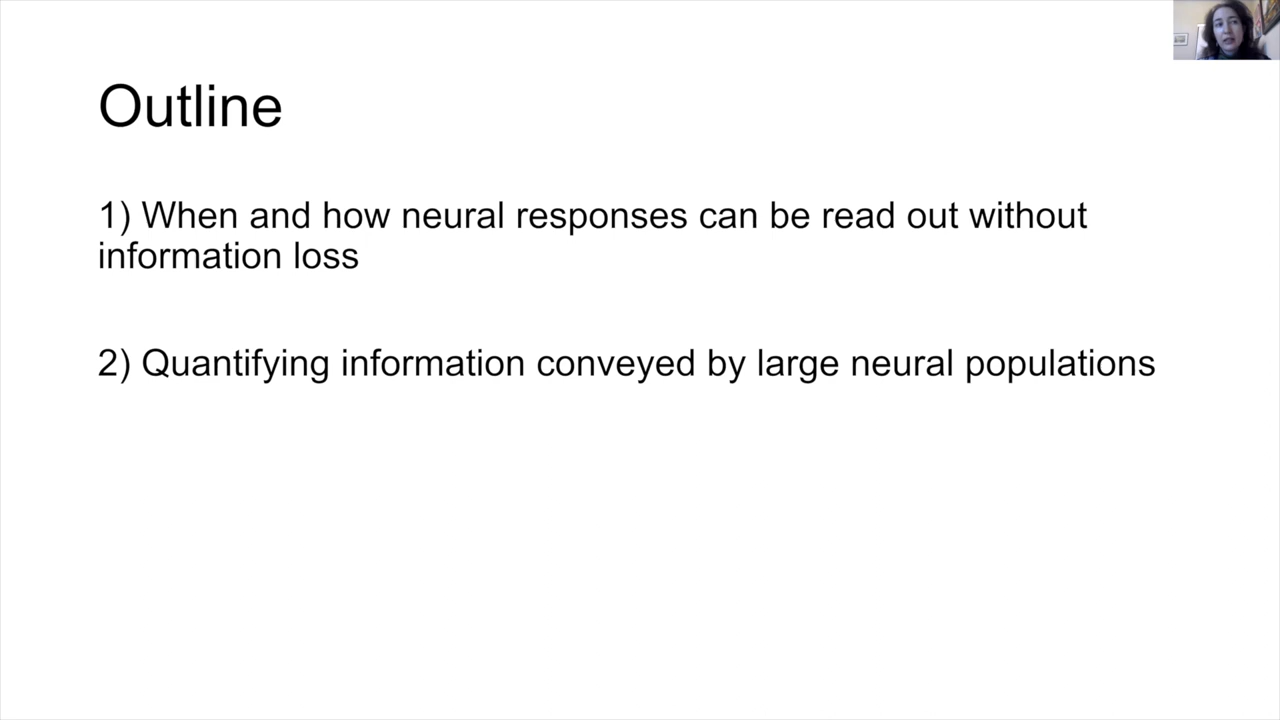 Outline
1) When and how neural responses can be read out without
information loss
2) Quantifying information conveyed by large neural populations